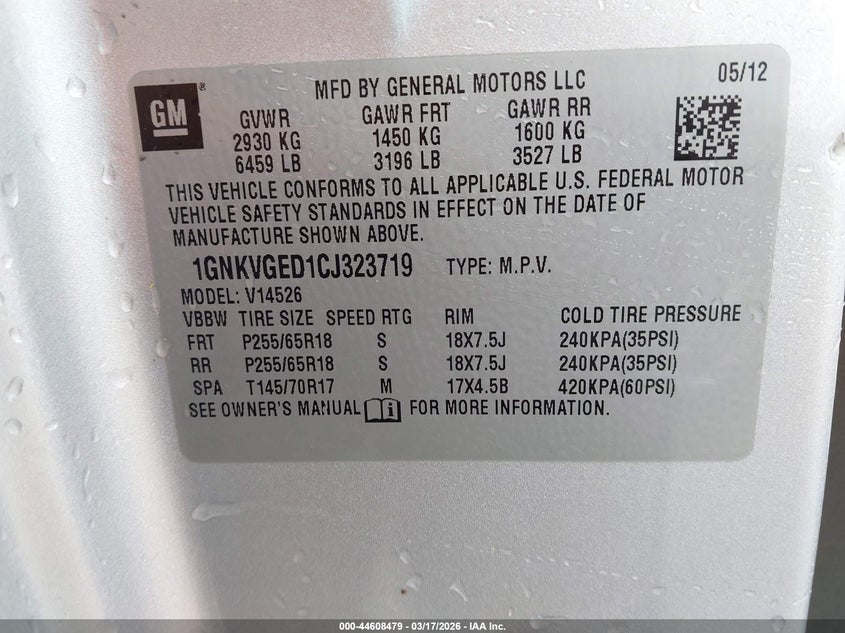 GM
®
MFD BY GENERAL MOTORS LLC
05/12
GVWR GAWR FRT GAWR RR
2930 KG 1450 KG 1600 KG
6459 LB 3196 LB 3527 LB
THIS VEHICLE CONFORMS TO ALL APPLICABLE U.S. FEDERAL MOTOR
VEHICLE SAFETY STANDARDS IN EFFECT ON THE DATE OF
MANUFACTURE SHOWN ABOVE.
1GNKVGED1CJ323719 TYPE: M.P.V.
MODEL: V14526
VBBW TIRE SIZE SPEED RTG RIM COLD TIRE PRESSURE
FRT P255/65R18 S 18X7.5J 240KPA(35PSI)
RR P255/65R18 S 18X7.5J 240KPA(35PSI)
SPA T145/70R17 M 17X4.5B 420KPA(60PSI)
SEE OWNER'S MANUAL i FOR MORE INFORMATION.
000-44608479 — 03/17/2026 - IAA Inc.